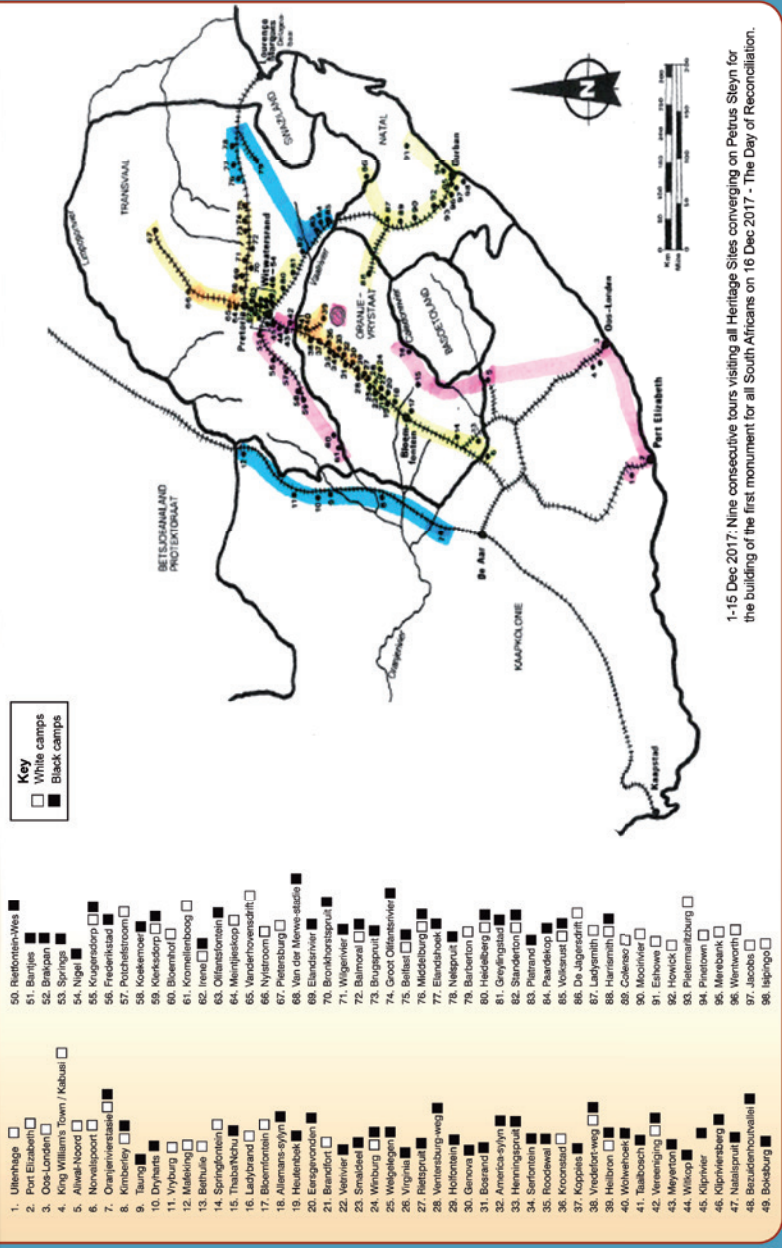 1. Uitenhage
2. Port Elizabeth
3. Oos-Londen
4. King William's Town / Kabusi
5. Aliwal-Noord
6. Norvalspoort
7. Oranjerivierstasie
8. Kimberley
9. Taung
10. Dryharts
11. Vryburg
12. Mafeking
13. Bethulie
14. Springfontein
15. Thaba'Nchu
16. Ladybrand
17. Bloemfontein
18. Allemans-sylyn
19. Houtenbek
20. Eersgevonden
21. Brandfort
22. Vetrivier
23. Smaldeel
24. Winburg
25. Welgelegen
26. Virginia
27. Rietspruit
28. Ventersburg-weg
29. Holfontein
30. Geneva
31. Bosrand
32. America-sylyn
33. Henningspruit
34. Serfontein
35. Roodewal
36. Kroonstad
37. Koppies
38. Vredefort-weg
39. Heilbron
40. Wolwehoek
41. Taaibosch
42. Vereeniging
43. Meyerton
44. Witkop
45. Kliprivier
46. Klipriviersberg
47. Natalspruit
48. Bezuidenhoutvallei
49. Boksburg
50. Rietfontein-Wes
51. Bantjes
52. Brakpan
53. Springs
54. Nigel
55. Krugersdorp
56. Frederikstad
57. Potchefstroom
58. Koekemoer
59. Klerksdorp
60. Bloemhof
61. Kromellenboog
62. Irene
63. Olifantsfontein
64. Meintjieskop
65. Vanderhovensdrift
66. Nylstroom
67. Pietersburg
68. Van der Merwe-stadie
69. Elandsrivier
70. Bronkhorstspruit
71. Wilgerivier
72. Balmoral
73. Brugspruit
74. Groot Olifantsrivier
75. Belfast
76. Middelburg
77. Elandshoek
78. Nelspruit
79. Barberton
80. Heidelberg
81. Greylingstad
82. Standerton
83. Platrand
84. Paardekop
85. Volksrust
86. De Jagersdrift
87. Ladysmith
88. Harrismith
89. Colenso
90. Mooirivier
91. Eshowe
92. Howick
93. Pietermaritzburg
94. Pinetown
95. Merebank
96. Wentworth
97. Jacobs
98. Isipingo
Key
White camps
Black camps
BETSJOEANALAND
PROTEKTORAAT
TRANSVAAL
Limpoporivier
Lourenço
Marques
SWAZILAND
Pretoria
Witwatersrand
Vaalrivier
ORANJE-
VRYSTAAT
NATAL
Durban
Caledonrivier
BASOETOLAND
Bloem-
fontein
Oranjerivier
De Aar
KAAPKOLONIE
Oos-Londen
Port Elizabeth
Kaapstad
N
Km
Mile
1-15 Dec 2017: Nine consecutive tours visiting all Heritage Sites converging on Petrus Steyn for
the building of the first monument for all South Africans on 16 Dec 2017 - The Day of Reconciliation.